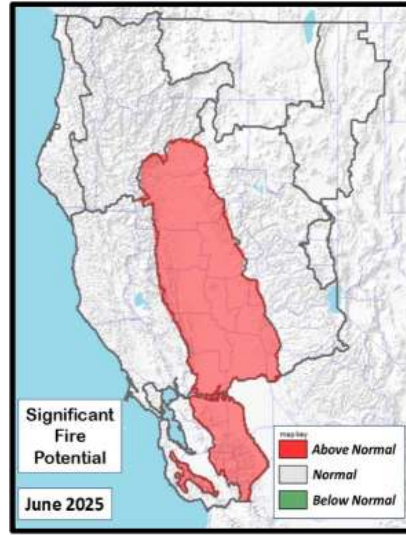 Significant
Fire
Potential
June 2025
map key
Above Normal
Normal
Below Normal